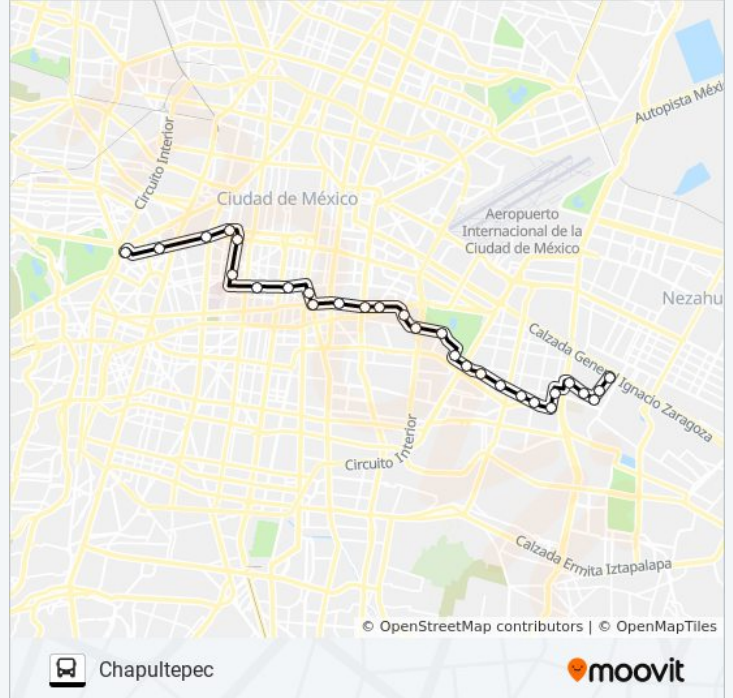 Autopista Méxi
Circuito Interior
Ciudad de México
Aeropuerto
Internacional de la
Ciudad de México
Nezahu
Calzada General Ignacio Zaragoza
Circuito Interior
Calzada Ermita Iztapalapa
© OpenStreetMap contributors | © OpenMapTiles
Chapultepec
moovit